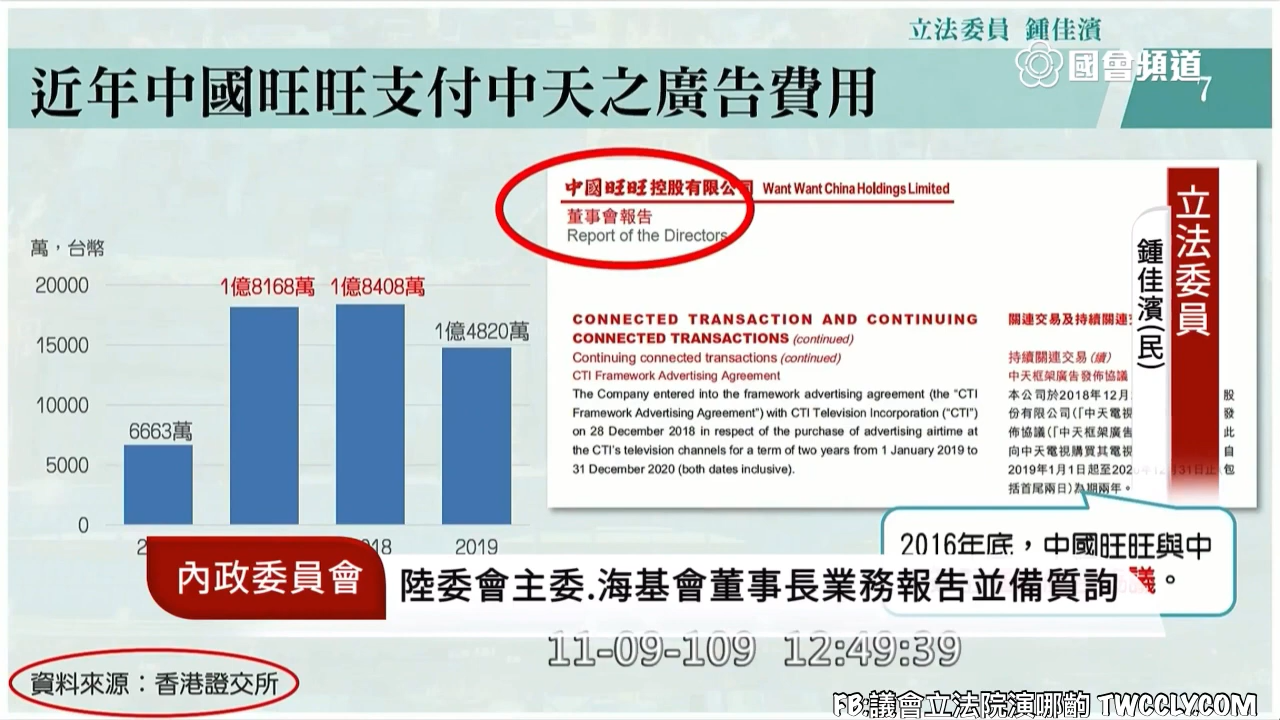 立法委員 鍾佳濱
國會頻道
7
近年中國旺旺支付中天之廣告費用
萬，台幣
20000
15000
10000
5000
0
6663萬
1億8168萬
1億8408萬
1億4820萬
2019
中國旺旺控股有限公司 Want Want China Holdings Limited
董事會報告
Report of the Directors
CONNECTED TRANSACTION AND CONTINUING
CONNECTED TRANSACTIONS (continued)
Continuing connected transactions (continued)
CTI Framework Advertising Agreement
The Company entered into the framework advertising agreement (the “CTI
Framework Advertising Agreement”) with CTI Television Incorporation (“CTI”)
on 28 December 2018 in respect of the purchase of advertising airtime at
the CTI’s television channels for a term of two years from 1 January 2019 to
31 December 2020 (both dates inclusive).
關連交易及持續關連
持續關連交易(續)
中天框架廣告發佈協議
本公司於2018年12月 股
份有限公司(「中天電視 發
佈協議(「中天框架廣告 此
向中天電視購買其電視 自
2019年1月1日起至2020年12月31日止(包
括首尾兩日)為期兩年。
立法委員
鍾佳濱(民)
2016年底，中國旺旺與中
議。
內政委員會
陸委會主委.海基會董事長業務報告並備質詢
11-09-109 12:49:39
資料來源：香港證交所
FB:議會立法院演哪齣 TWCCLY.COM